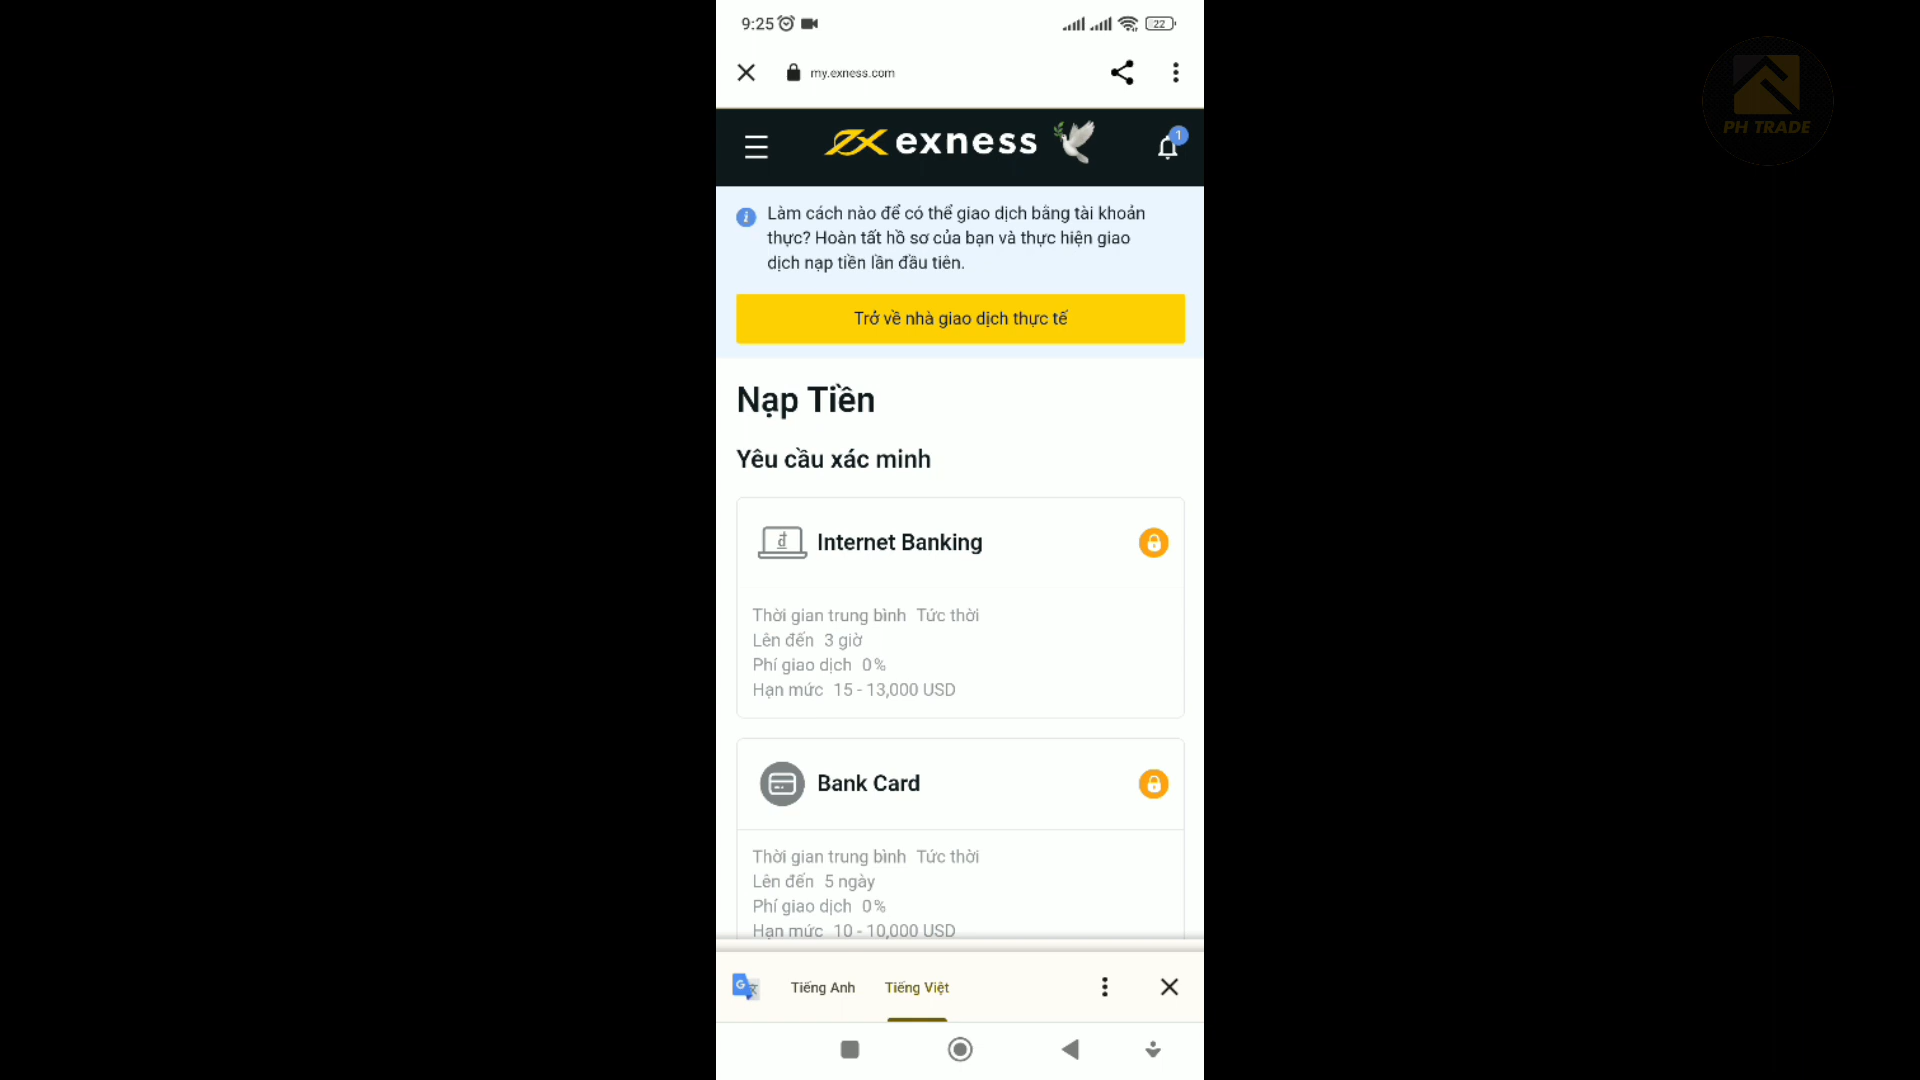 9:25
22
my.exness.com
PH TRADE
exness
1
Làm cách nào để có thể giao dịch bằng tài khoản
thực? Hoàn tất hồ sơ của bạn và thực hiện giao
dịch nạp tiền lần đầu tiên.
Trở về nhà giao dịch thực tế
Nạp Tiền
Yêu cầu xác minh
đ
Internet Banking
Thời gian trung bình Tức thời
Lên đến 3 giờ
Phí giao dịch 0%
Hạn mức 15 - 13,000 USD
Bank Card
Thời gian trung bình Tức thời
Lên đến 5 ngày
Phí giao dịch 0%
Hạn mức 10 - 10,000 USD
G 文 Tiếng Anh Tiếng Việt